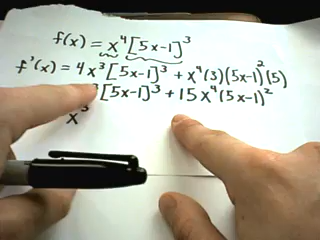 f(x) = x⁴[5x-1]³
f'(x) = 4x³[5x-1]³ + x⁴(3)(5x-1)²(5)
³[5x-1]³ + 15x⁴(5x-1)²
x³